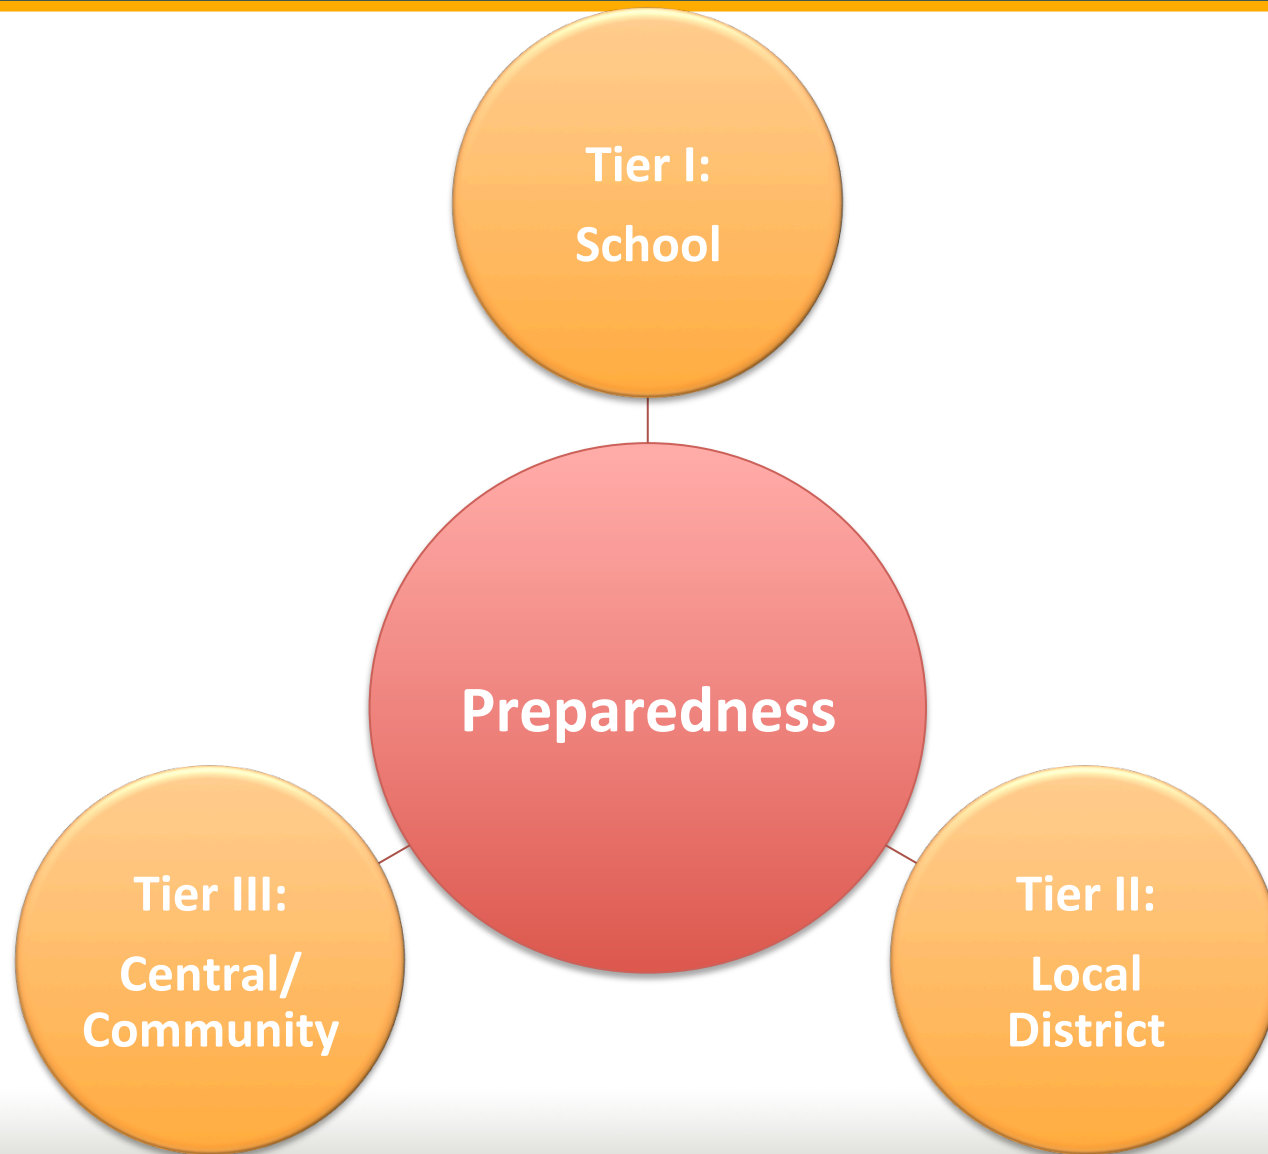 Tier I:
School
Preparedness
Tier III:
Central/
Community
Tier II:
Local
District